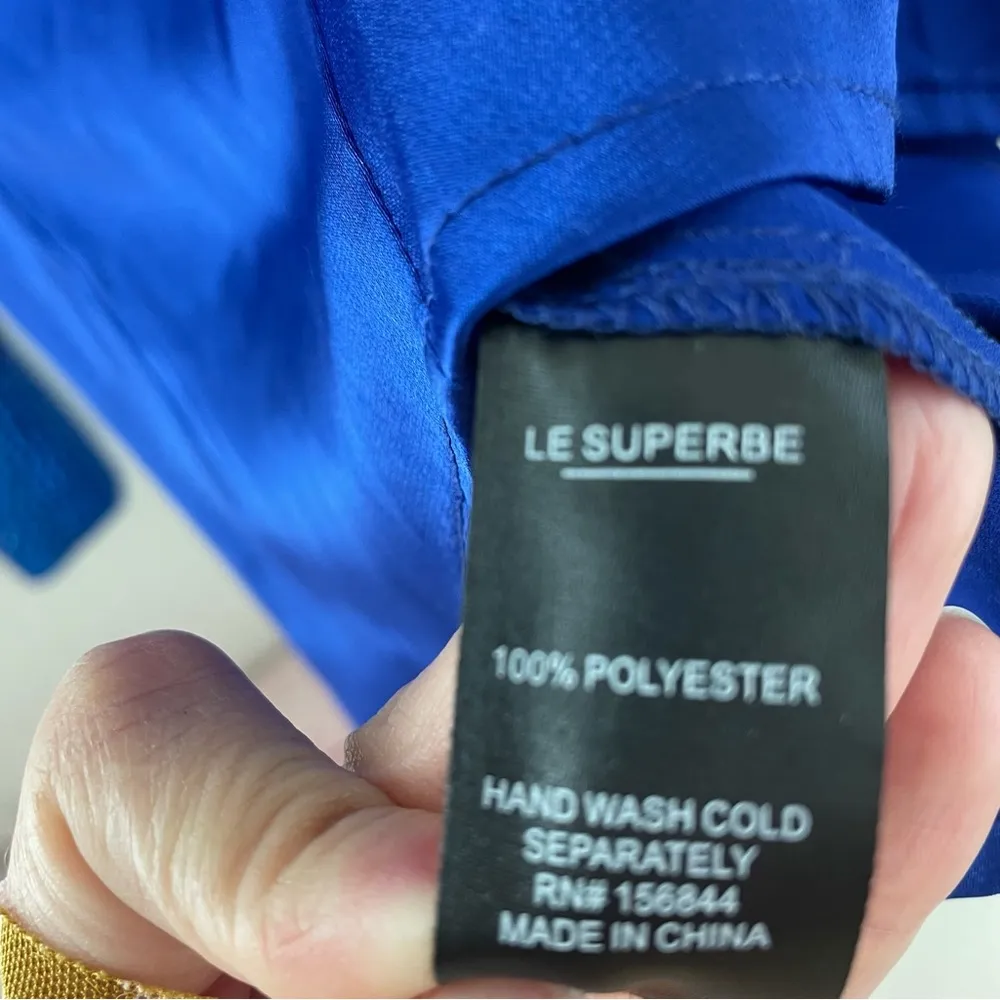 LE SUPERBE
100% POLYESTER
HAND WASH COLD
SEPARATELY
RN# 156844
MADE IN CHINA